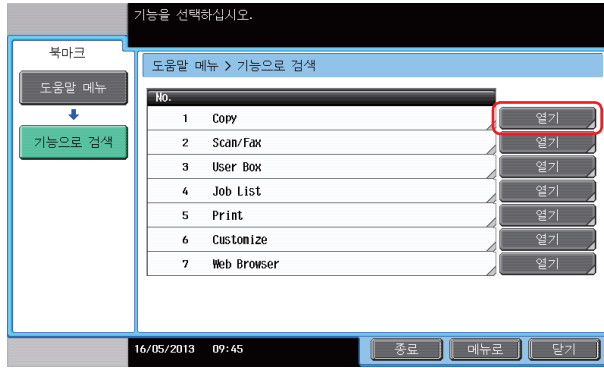 기능을 선택하십시오.
북마크
도움말 메뉴
기능으로 검색
도움말 메뉴 > 기능으로 검색
No.
1 Copy 열기
2 Scan/Fax 열기
3 User Box 열기
4 Job List 열기
5 Print 열기
6 Customize 열기
7 Web Browser 열기
16/05/2013 09:45 종료 메뉴로 닫기